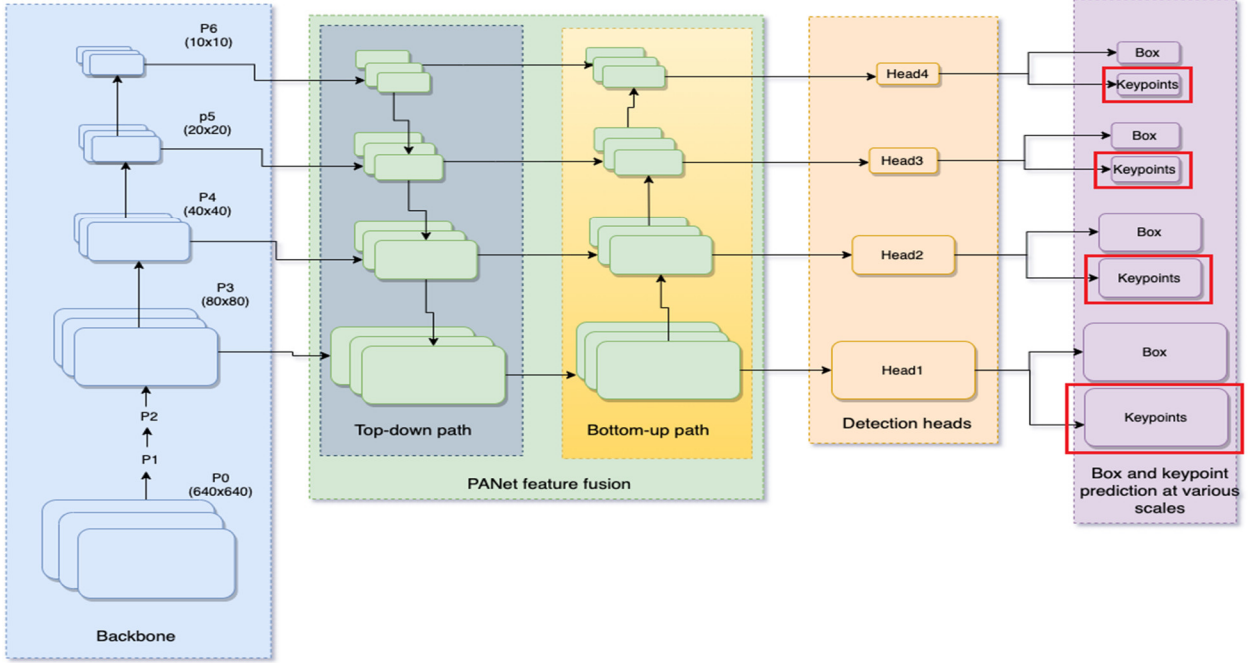 P6
(10x10)
p5
(20x20)
P4
(40x40)
P3
(80x80)
P2
P1
P0
(640x640)
Backbone
Top-down path
Bottom-up path
PANet feature fusion
Head4
Head3
Head2
Head1
Detection heads
Box
Keypoints
Box
Keypoints
Box
Keypoints
Box
Keypoints
Box and keypoint
prediction at various
scales